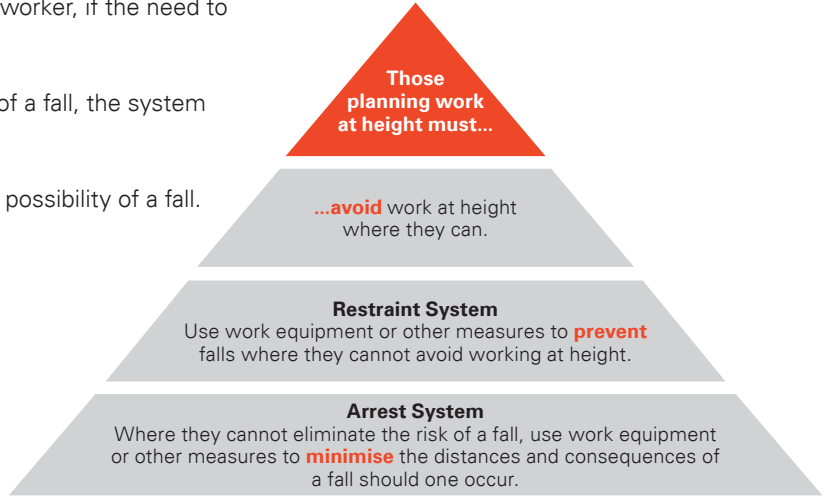 worker, if the need to
of a fall, the system
possibility of a fall.
Those
planning work
at height must...
...avoid work at height
where they can.
Restraint System
Use work equipment or other measures to prevent
falls where they cannot avoid working at height.
Arrest System
Where they cannot eliminate the risk of a fall, use work equipment
or other measures to minimise the distances and consequences of
a fall should one occur.